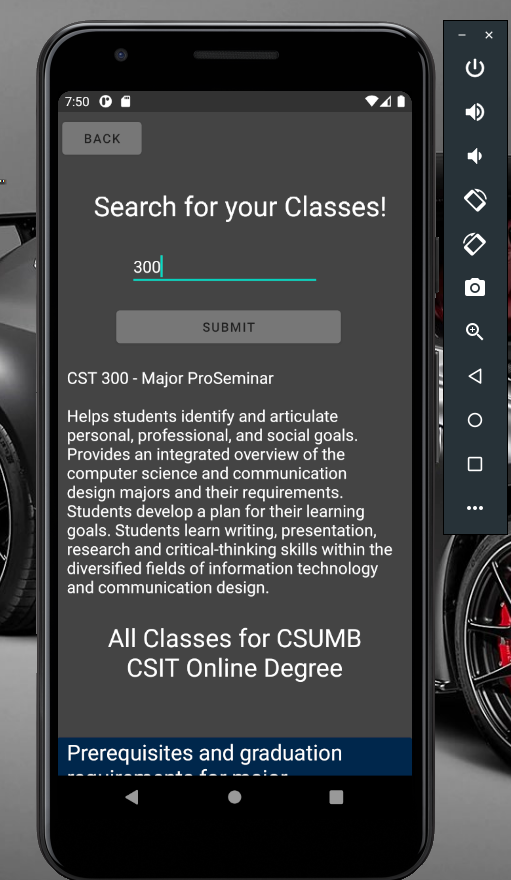 7:50
BACK
Search for your Classes!
300
SUBMIT
CST 300 - Major ProSeminar
Helps students identify and articulate
personal, professional, and social goals.
Provides an integrated overview of the
computer science and communication
design majors and their requirements.
Students develop a plan for their learning
goals. Students learn writing, presentation,
research and critical-thinking skills within the
diversified fields of information technology
and communication design.
All Classes for CSUMB
CSIT Online Degree
Prerequisites and graduation
requirements for major